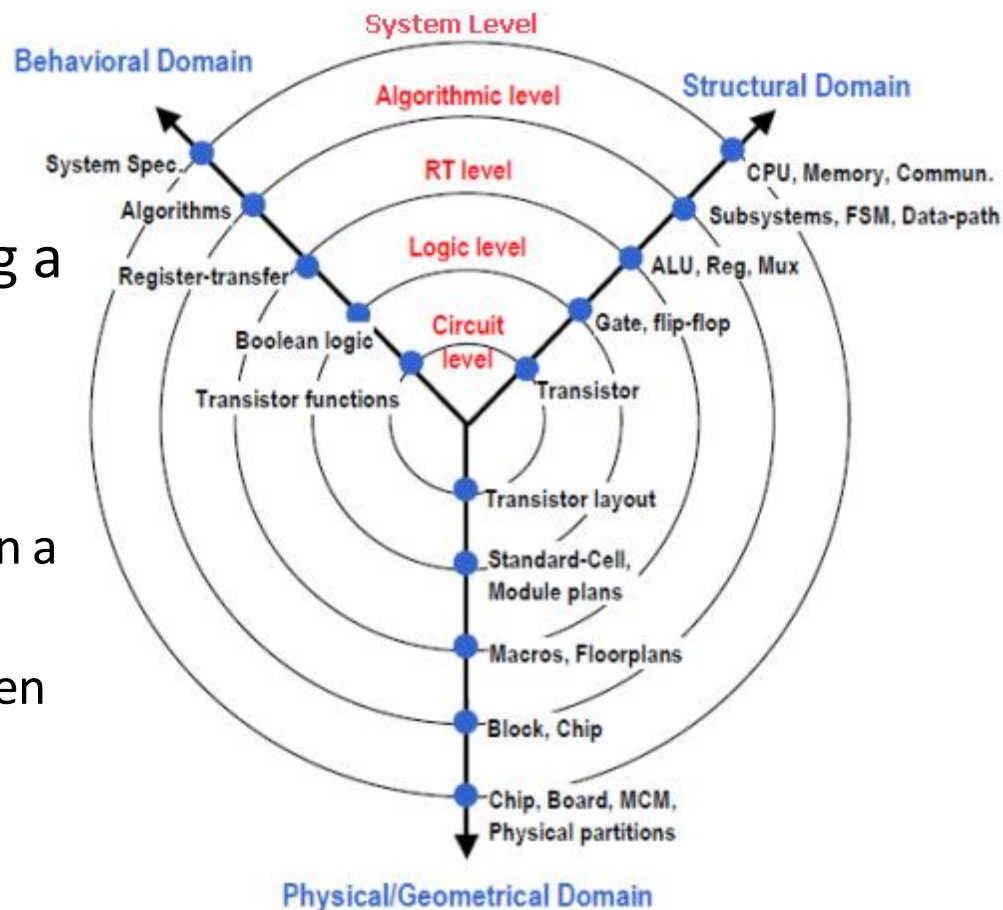 System Level
Behavioral Domain
Structural Domain
Algorithmic level
System Spec.
CPU, Memory, Commun.
RT level
Algorithms
Subsystems, FSM, Data-path
g a
Logic level
Register-transfer
ALU, Reg, Mux
Circuit
level
Boolean logic
Gate, flip-flop
Transistor functions
Transistor
Transistor layout
n a
Standard-Cell,
Module plans
Macros, Floorplans
en
Block, Chip
Chip, Board, MCM,
Physical partitions
Physical/Geometrical Domain